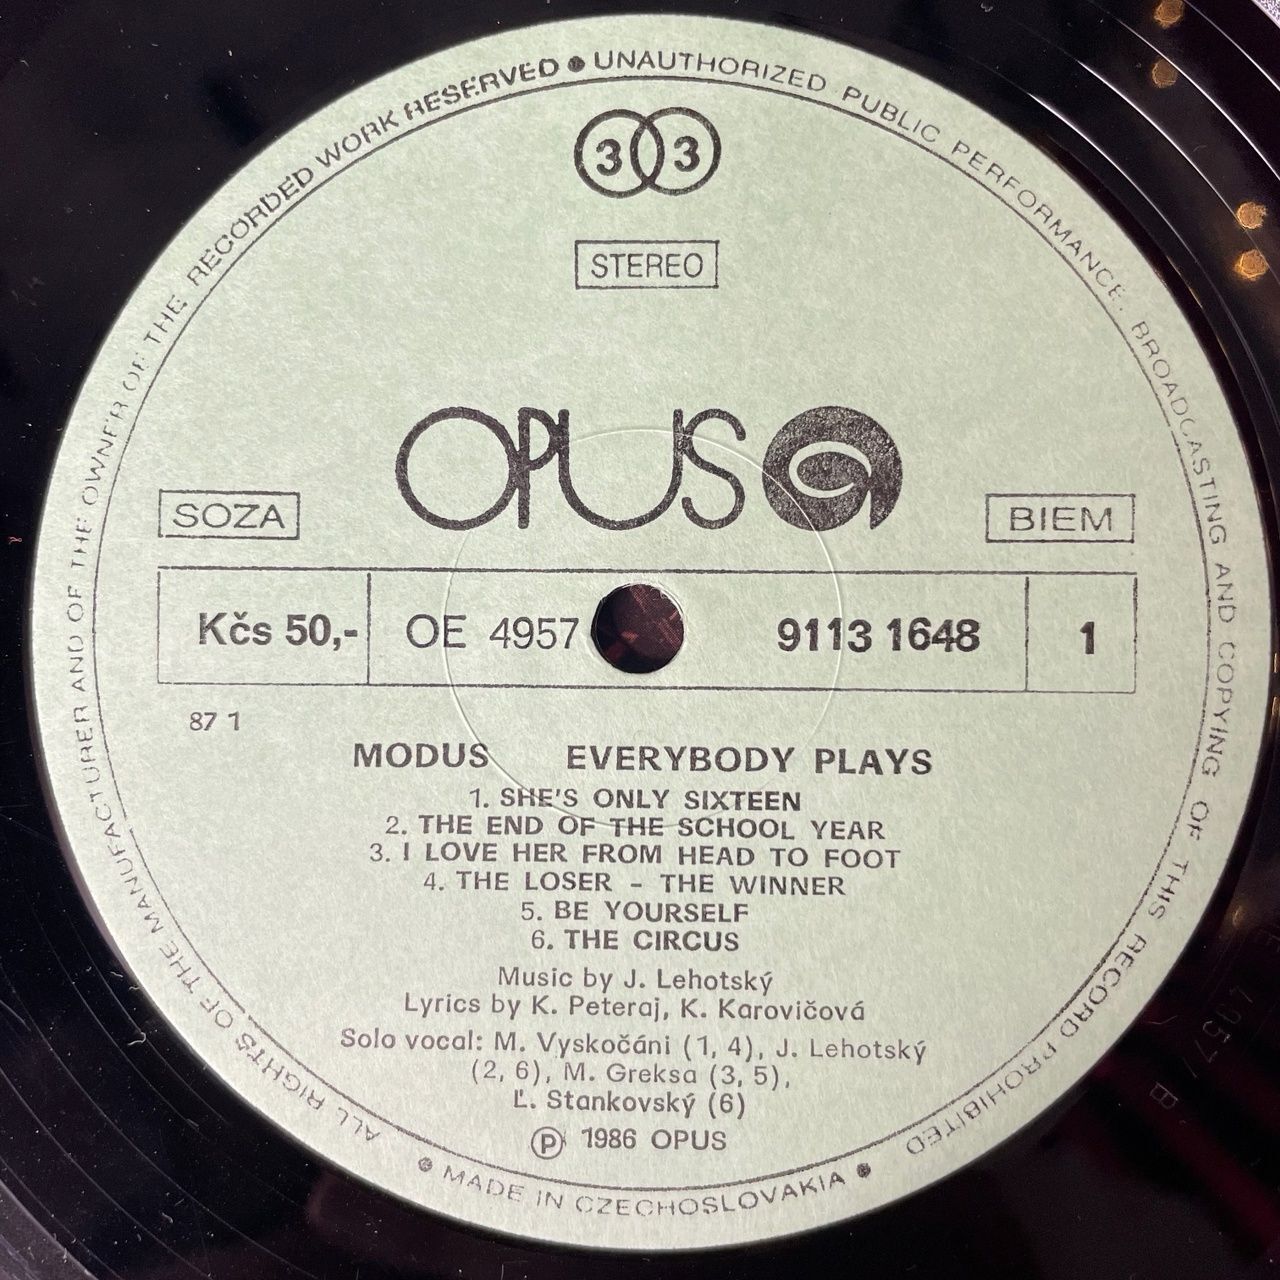 ALL RIGHTS OF THE MANUFACTURER AND OF THE OWNER OF THE RECORDED WORK RESERVED ● UNAUTHORIZED PUBLIC PERFORMANCE. BROADCASTING AND COPYING OF THIS RECORD PROHIBITED
3 3
STEREO
OPUS
SOZA
BIEM
Kčs 50,- OE 4957 9113 1648 1
87 1
MODUS EVERYBODY PLAYS
1. SHE'S ONLY SIXTEEN
2. THE END OF THE SCHOOL YEAR
3. I LOVE HER FROM HEAD TO FOOT
4. THE LOSER - THE WINNER
5. BE YOURSELF
6. THE CIRCUS
Music by J. Lehotský
Lyrics by K. Peteraj, K. Karovičová
Solo vocal: M. Vyskočáni (1, 4), J. Lehotský
(2, 6), M. Greksa (3, 5),
Ľ. Stankovský (6)
Ⓟ 1986 OPUS
● MADE IN CZECHOSLOVAKIA ●